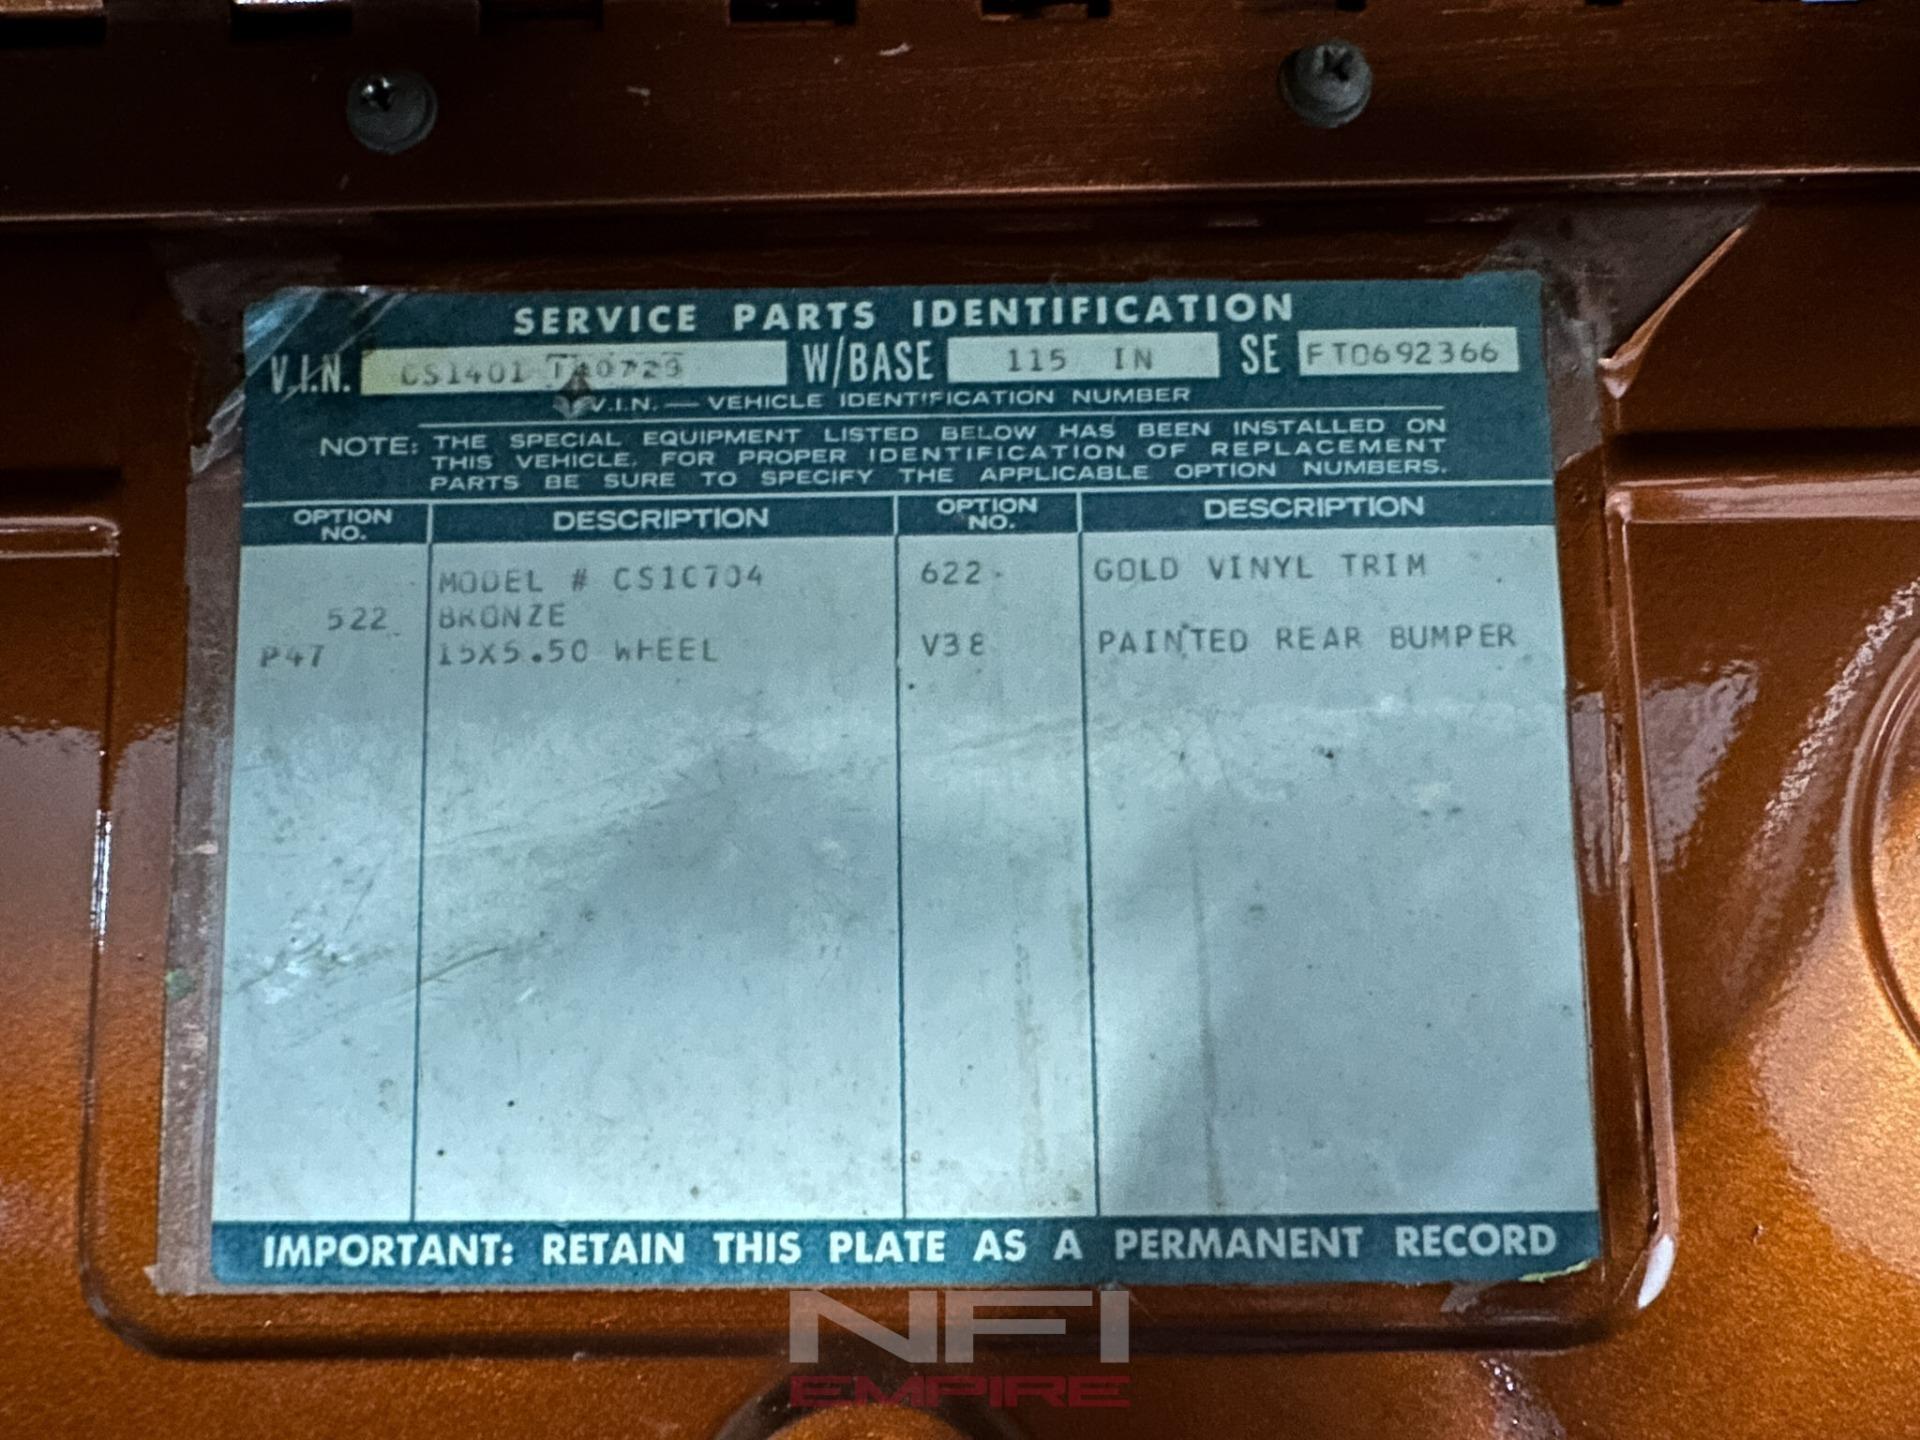 SERVICE PARTS IDENTIFICATION
V.I.N. W/BASE 115 IN SE FT0692366
V.I.N. — VEHICLE IDENTIFICATION NUMBER
NOTE: THE SPECIAL EQUIPMENT LISTED BELOW HAS BEEN INSTALLED ON
THIS VEHICLE. FOR PROPER IDENTIFICATION OF REPLACEMENT
PARTS BE SURE TO SPECIFY THE APPLICABLE OPTION NUMBERS.
OPTION NO. DESCRIPTION OPTION NO. DESCRIPTION
MODEL # CS10704 622 GOLD VINYL TRIM
522 BRONZE
P47 15X5.50 WHEEL V38 PAINTED REAR BUMPER
IMPORTANT: RETAIN THIS PLATE AS A PERMANENT RECORD
NFI
EMPIRE